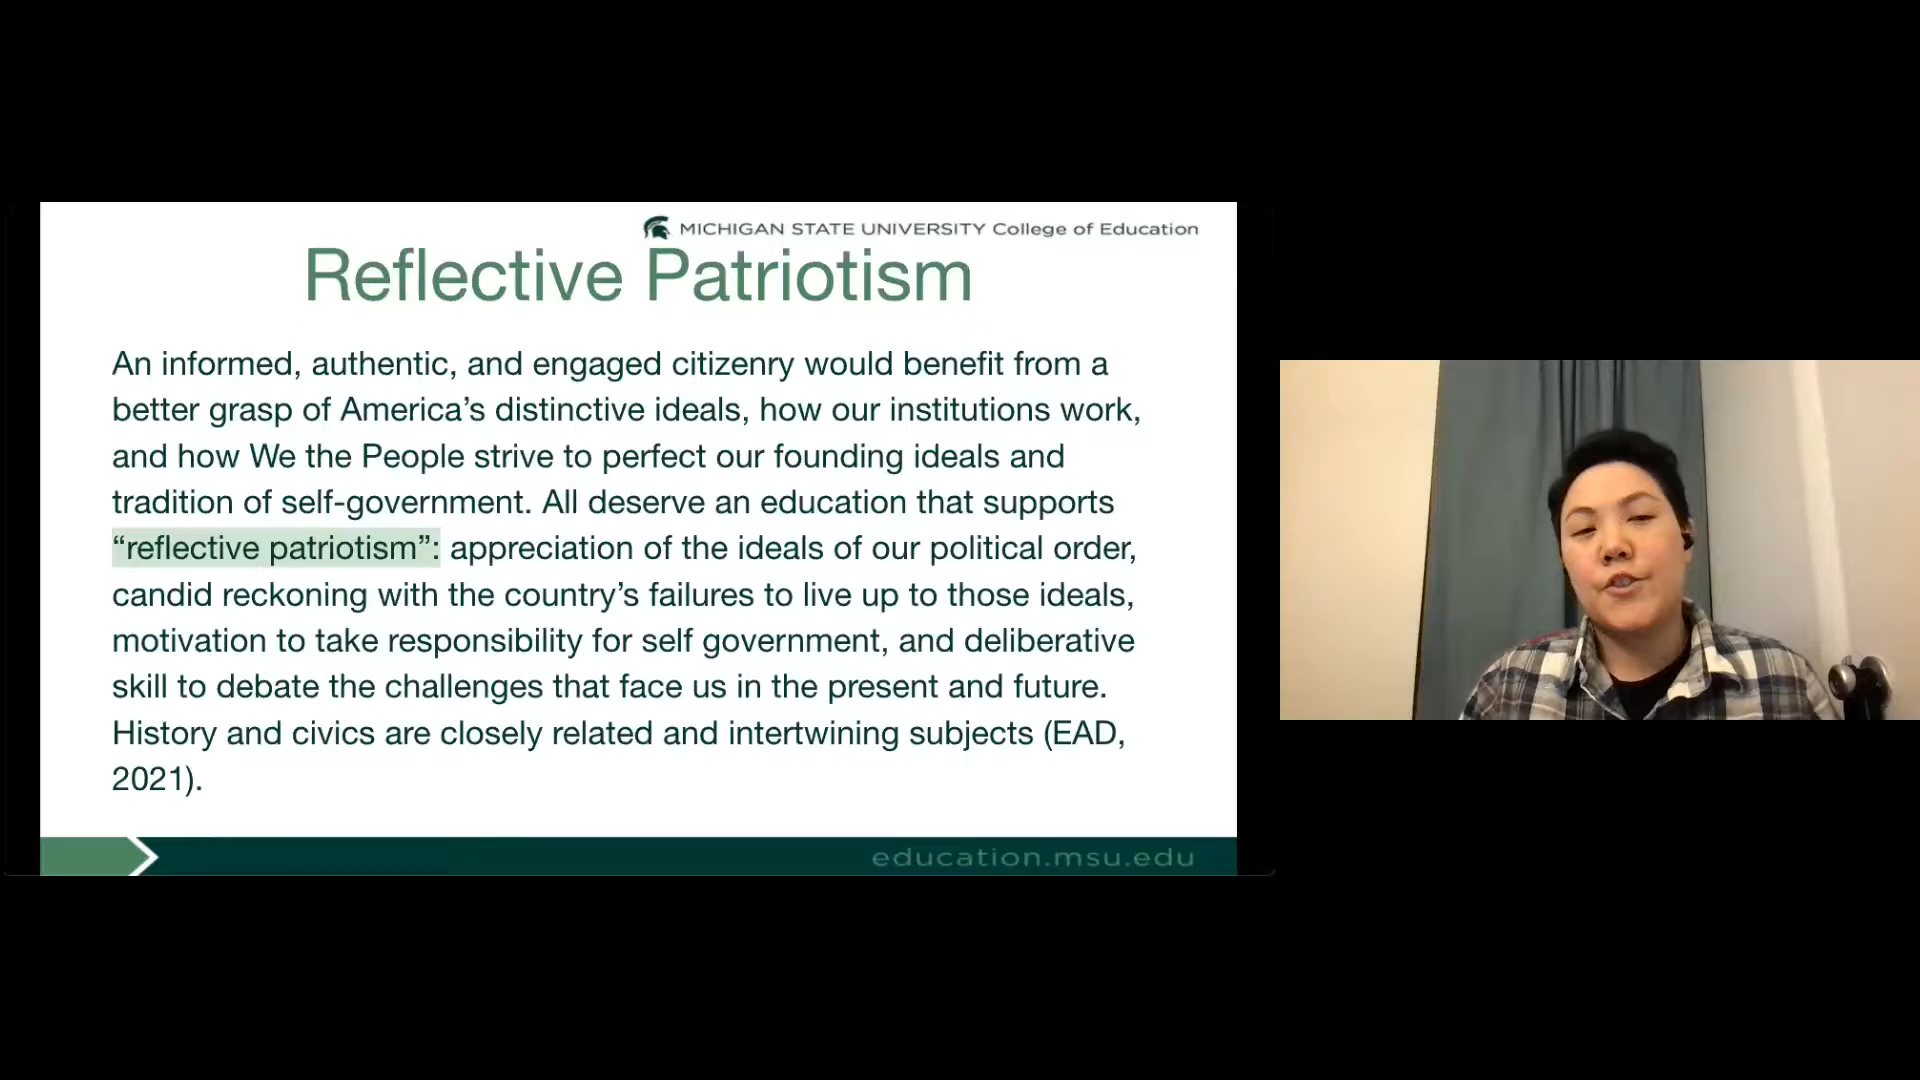 MICHIGAN STATE UNIVERSITY College of Education
Reflective Patriotism
An informed, authentic, and engaged citizenry would benefit from a
better grasp of America’s distinctive ideals, how our institutions work,
and how We the People strive to perfect our founding ideals and
tradition of self-government. All deserve an education that supports
“reflective patriotism”: appreciation of the ideals of our political order,
candid reckoning with the country’s failures to live up to those ideals,
motivation to take responsibility for self government, and deliberative
skill to debate the challenges that face us in the present and future.
History and civics are closely related and intertwining subjects (EAD,
2021).
education.msu.edu